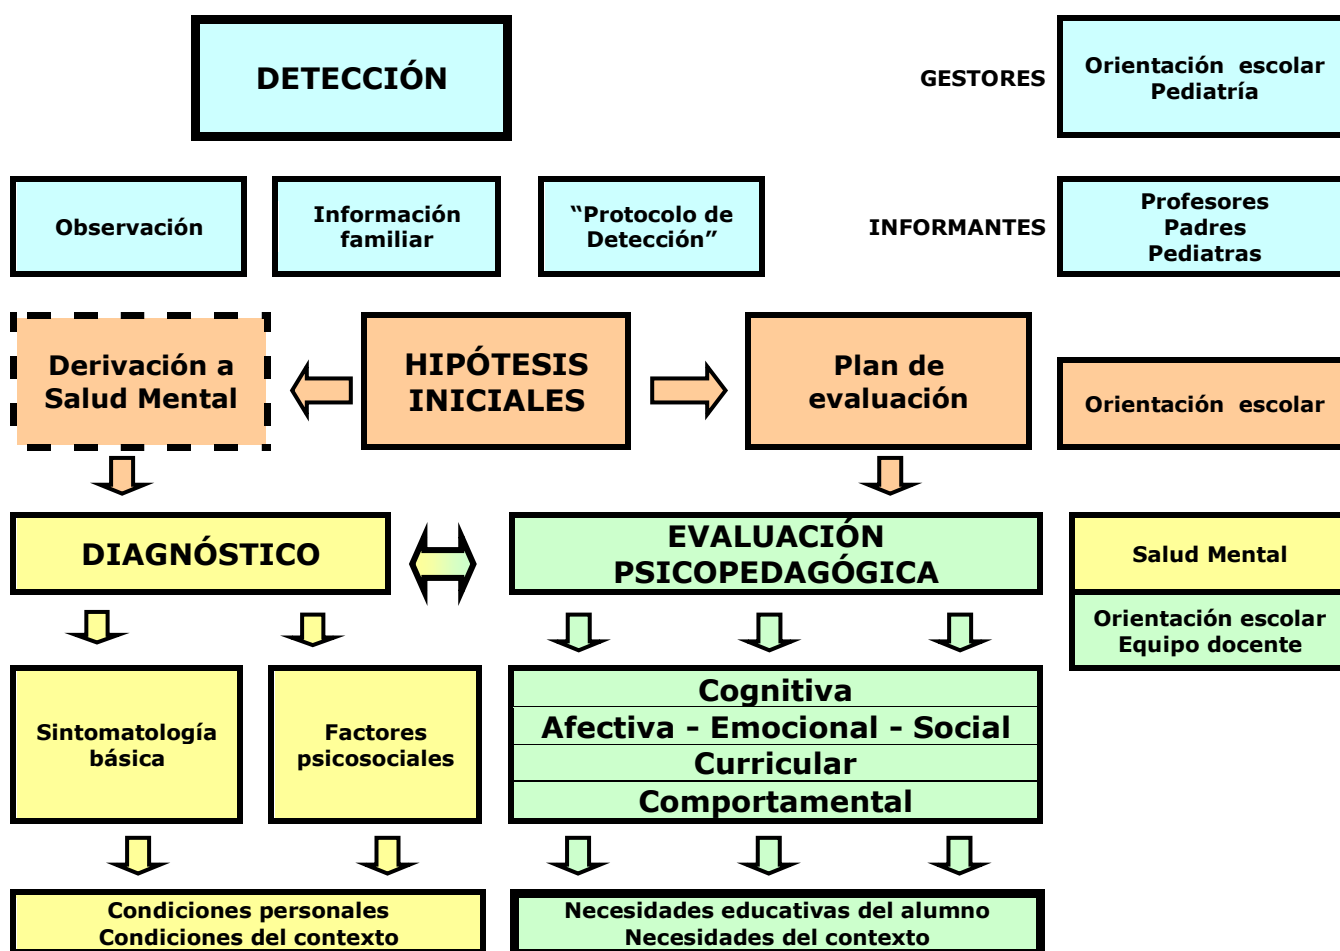 DETECCIÓN
GESTORES
Orientación escolar
Pediatría
Observación
Información
familiar
“Protocolo de
Detección”
INFORMANTES
Profesores
Padres
Pediatras
Derivación a
Salud Mental
HIPÓTESIS
INICIALES
Plan de
evaluación
Orientación escolar
DIAGNÓSTICO
EVALUACIÓN
PSICOPEDAGÓGICA
Salud Mental
Orientación escolar
Equipo docente
Sintomatología
básica
Factores
psicosociales
Cognitiva
Afectiva - Emocional - Social
Curricular
Comportamental
Condiciones personales
Condiciones del contexto
Necesidades educativas del alumno
Necesidades del contexto